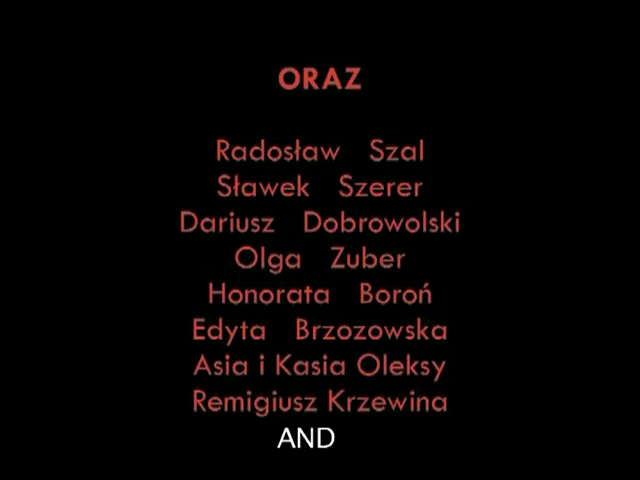 ORAZ
Radosław Szal
Sławek Szerer
Dariusz Dobrowolski
Olga Zuber
Honorata Boroń
Edyta Brzozowska
Asia i Kasia Oleksy
Remigiusz Krzewina
AND